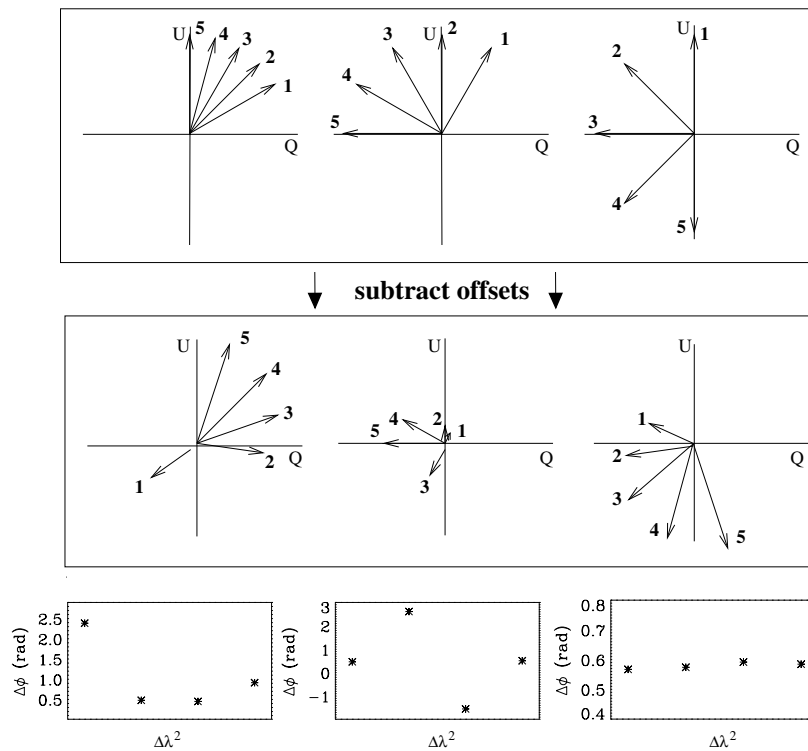 U 5 4 3 2 1 Q
3 U 2 1 4 5 Q
U 1 2 3 Q 4 5
subtract offsets
U 5 4 3 2 Q 1
U 4 2 1 5 3 Q
U 1 2 Q 3 4 5
Δϕ (rad) 2.5 2.0 1.5 1.0 0.5 Δλ²
Δϕ (rad) 3 2 1 0 −1 Δλ²
Δϕ (rad) 0.8 0.7 0.6 0.5 0.4 Δλ²